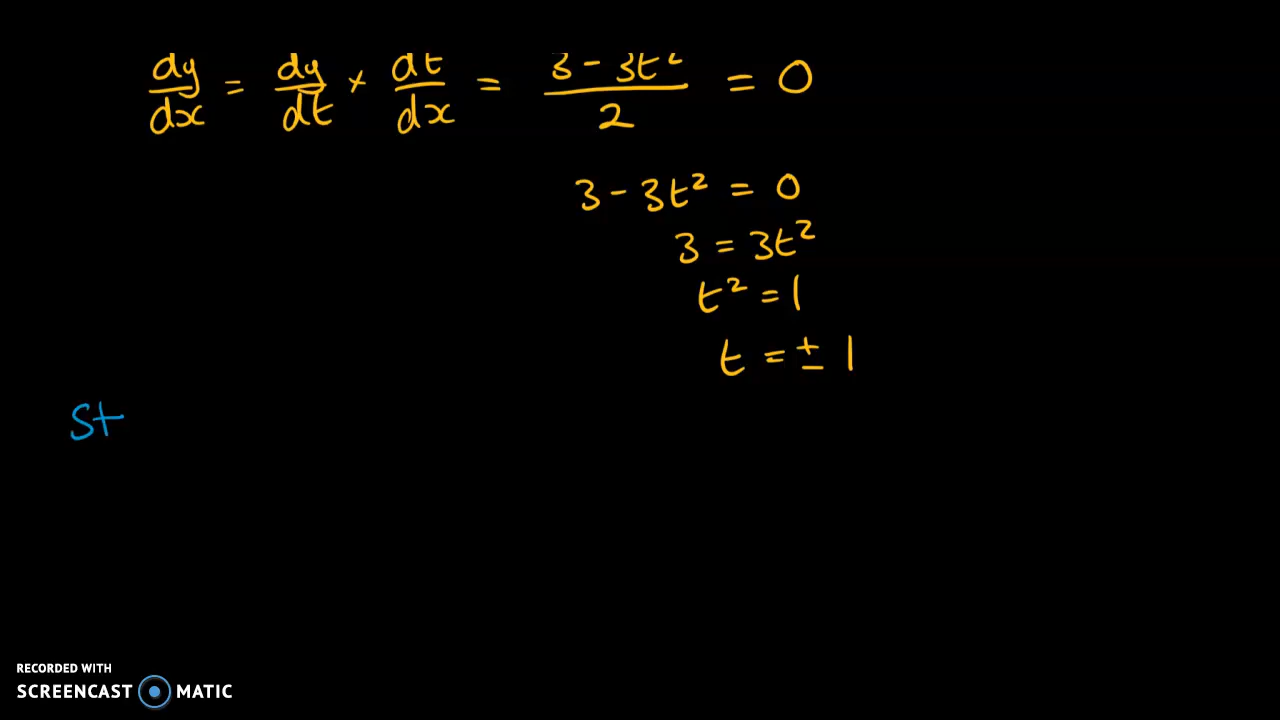 dy/dx = dy/dt × dt/dx = (3 - 3t²)/2 = 0
3 - 3t² = 0
3 = 3t²
t² = 1
t = ± 1
St
RECORDED WITH
SCREENCAST MATIC